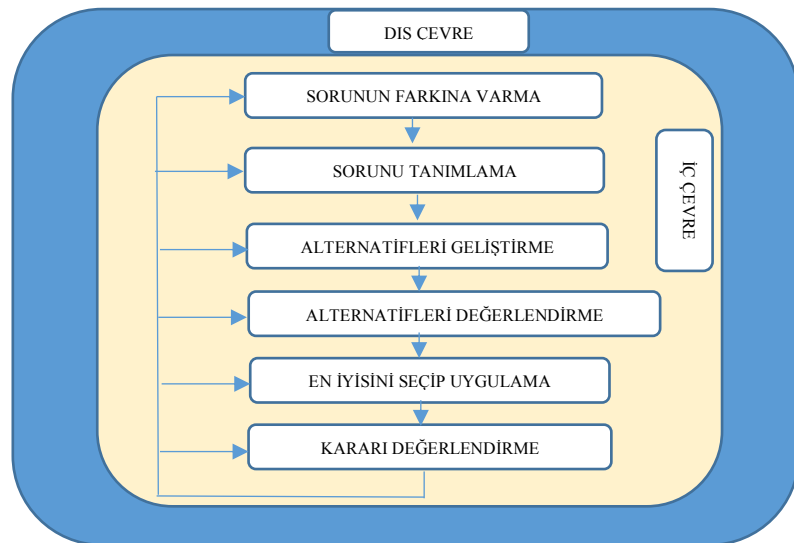 DIS CEVRE
SORUNUN FARKINA VARMA
SORUNU TANIMLAMA
İÇ ÇEVRE
ALTERNATİFLERİ GELİŞTİRME
ALTERNATİFLERİ DEĞERLENDİRME
EN İYİSİNİ SEÇİP UYGULAMA
KARARI DEĞERLENDİRME